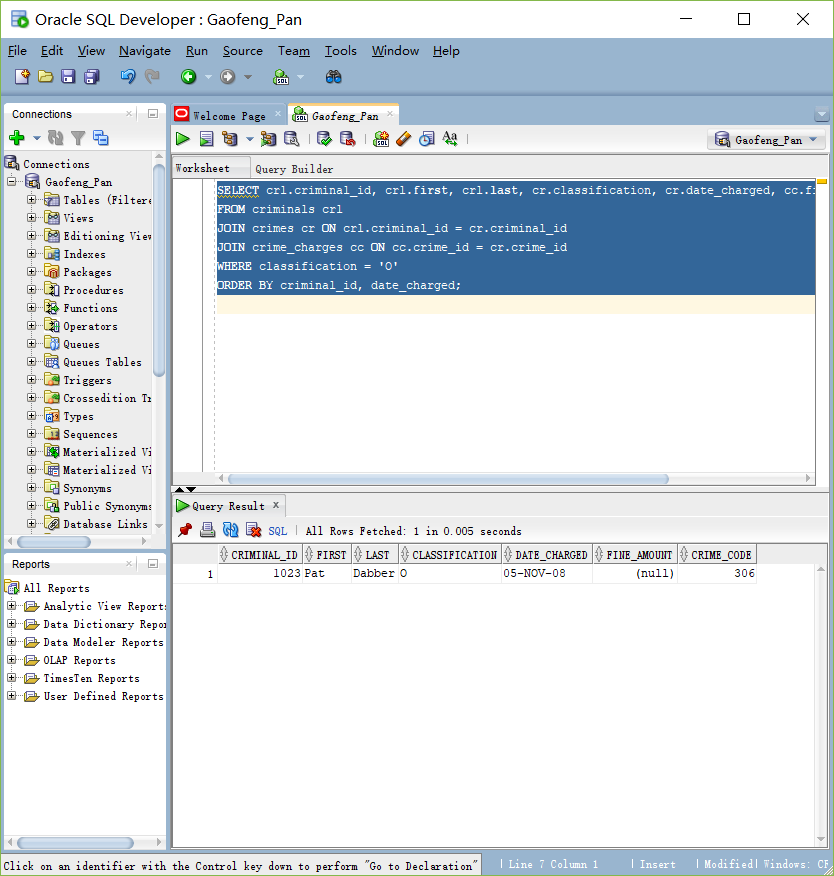 Oracle SQL Developer : Gaofeng_Pan
File Edit View Navigate Run Source Team Tools Window Help
Connections
Connections
Gaofeng_Pan
Tables (Filtere
Views
Editioning View
Indexes
Packages
Procedures
Functions
Operators
Queues
Queues Tables
Triggers
Crossedition Tr
Types
Sequences
Materialized Vi
Materialized Vi
Synonyms
Public Synonyms
Database Links
Reports
All Reports
Analytic View Reports
Data Dictionary Repor
Data Modeler Reports
OLAP Reports
TimesTen Reports
User Defined Reports
Welcome Page Gaofeng_Pan
Gaofeng_Pan
Worksheet Query Builder
SELECT crl.criminal_id, crl.first, crl.last, cr.classification, cr.date_charged, cc.fi
FROM criminals crl
JOIN crimes cr ON crl.criminal_id = cr.criminal_id
JOIN crime_charges cc ON cc.crime_id = cr.crime_id
WHERE classification = 'O'
ORDER BY criminal_id, date_charged;
Query Result
SQL | All Rows Fetched: 1 in 0.005 seconds
CRIMINAL_ID FIRST LAST CLASSIFICATION DATE_CHARGED FINE_AMOUNT CRIME_CODE
1 1023 Pat Dabber O 05-NOV-08 (null) 306
Click on an identifier with the Control key down to perform "Go to Declaration" | Line 7 Column 1 | Insert | Modified | Windows: CR